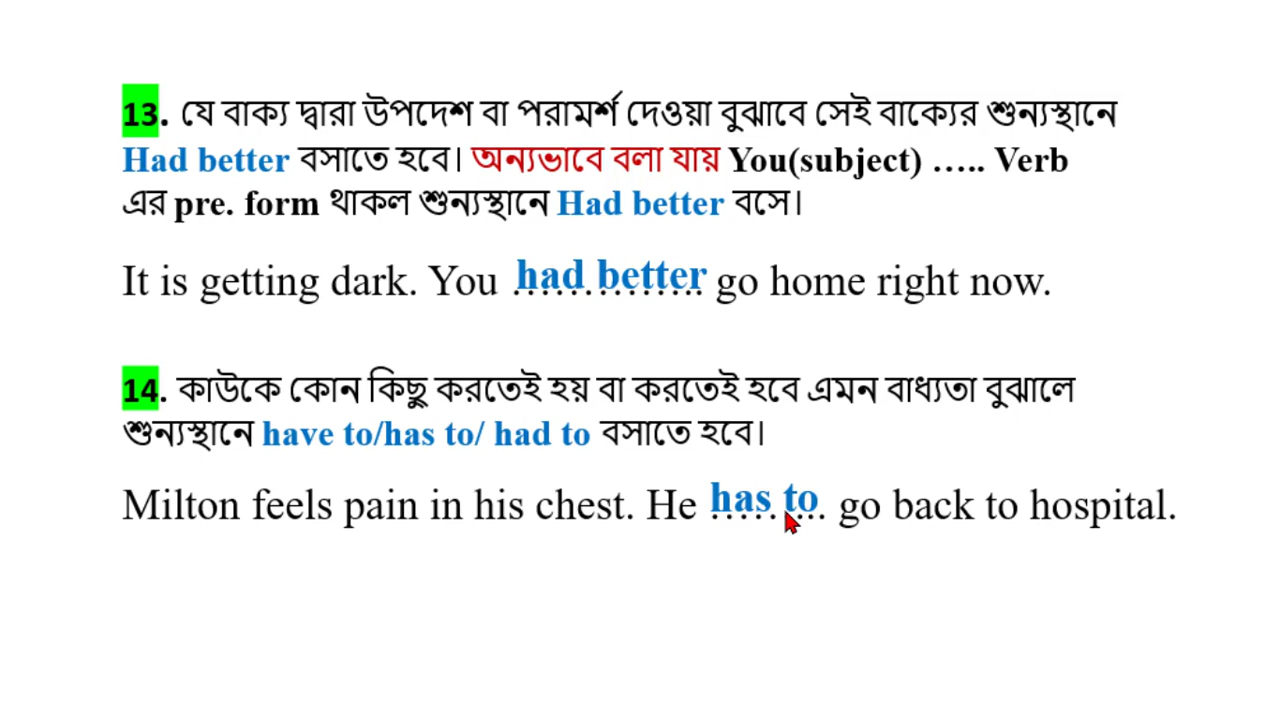 13. যে বাক্য দ্বারা উপদেশ বা পরামর্শ দেওয়া বুঝাবে সেই বাক্যের শুন্যস্থানে
Had better বসাতে হবে। অন্যভাবে বলা যায় You(subject) ….. Verb
এর pre. form থাকল শুন্যস্থানে Had better বসে।
It is getting dark. You had better go home right now.
14. কাউকে কোন কিছু করতেই হয় বা করতেই হবে এমন বাধ্যতা বুঝালে
শুন্যস্থানে have to/has to/ had to বসাতে হবে।
Milton feels pain in his chest. He has to go back to hospital.